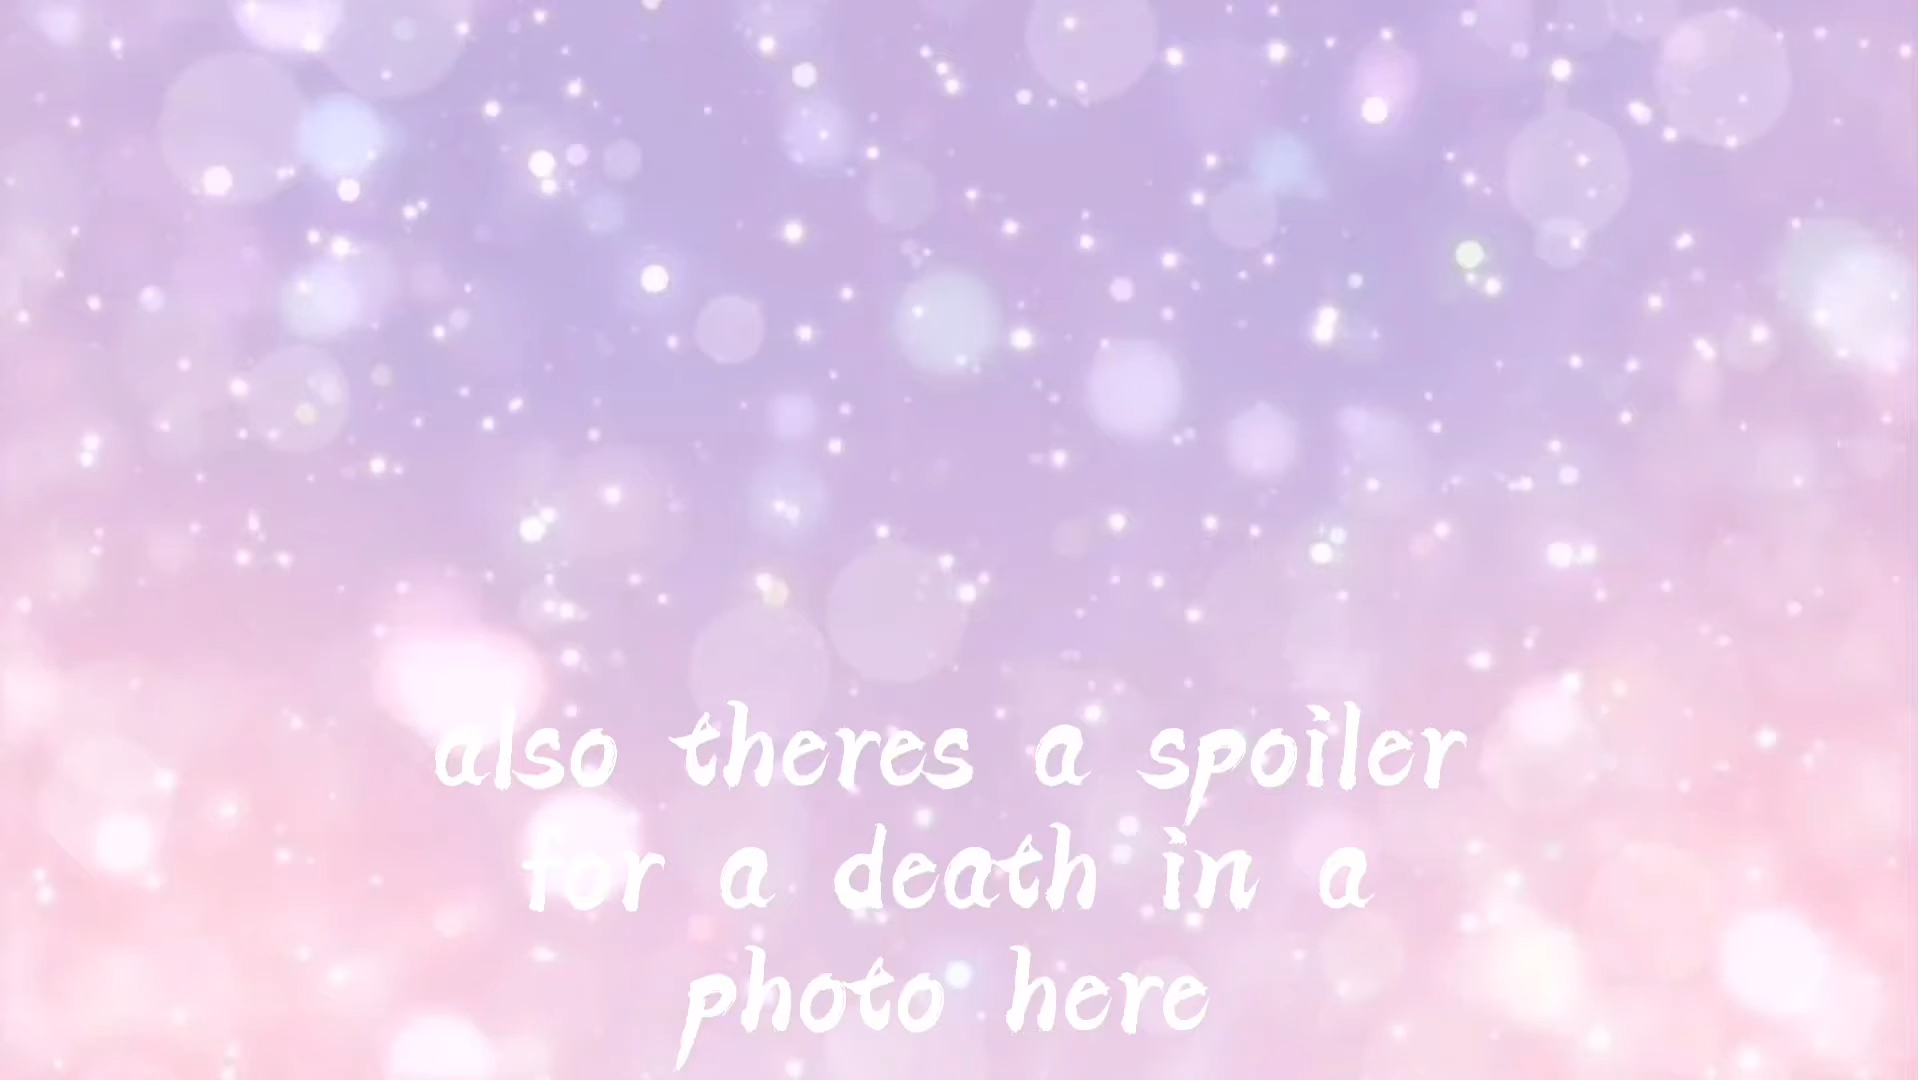 also theres a spoiler
for a death in a
photo here